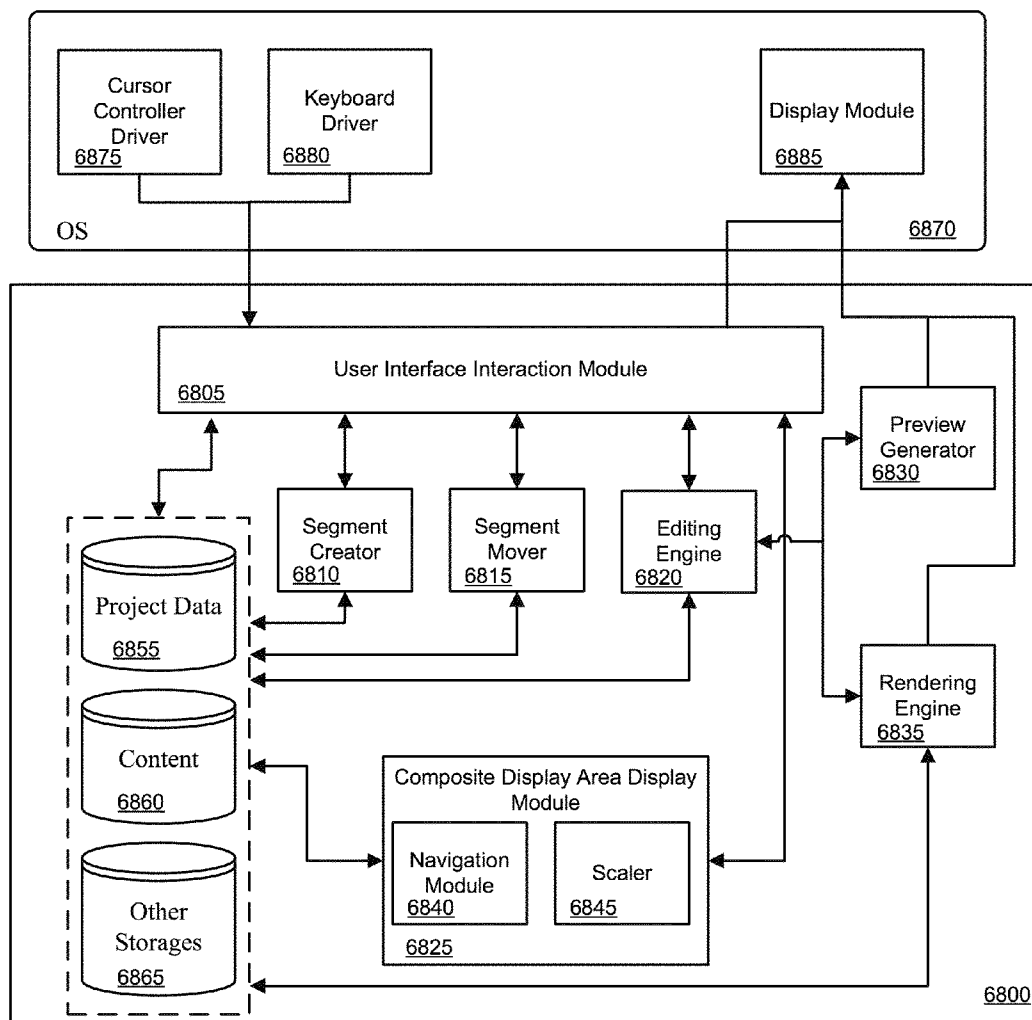 Cursor
Controller
Driver
6875
Keyboard
Driver
6880
Display Module
6885
OS
6870
User Interface Interaction Module
6805
Preview
Generator
6830
Segment
Creator
6810
Segment
Mover
6815
Editing
Engine
6820
Project Data
6855
Rendering
Engine
6835
Content
6860
Composite Display Area Display
Module
Navigation
Module
6840
Scaler
6845
6825
Other
Storages
6865
6800